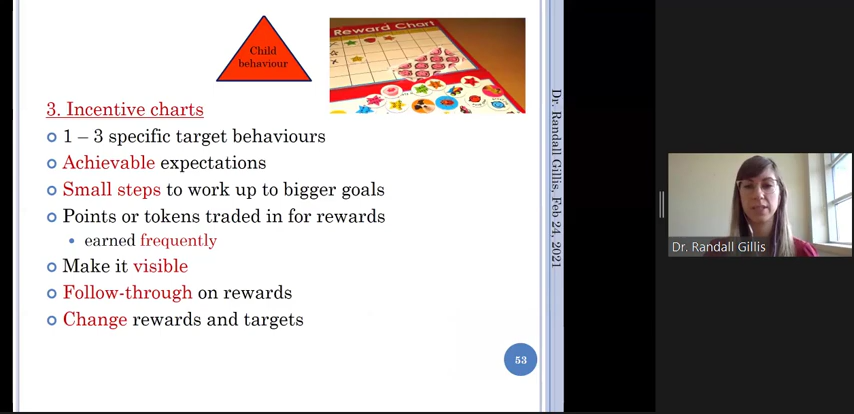 Child
behaviour
Reward Chart
3. Incentive charts
1 – 3 specific target behaviours
Achievable expectations
Small steps to work up to bigger goals
Points or tokens traded in for rewards
earned frequently
Make it visible
Follow-through on rewards
Change rewards and targets
53
Dr. Randall Gillis, Feb 24, 2021
Dr. Randall Gillis